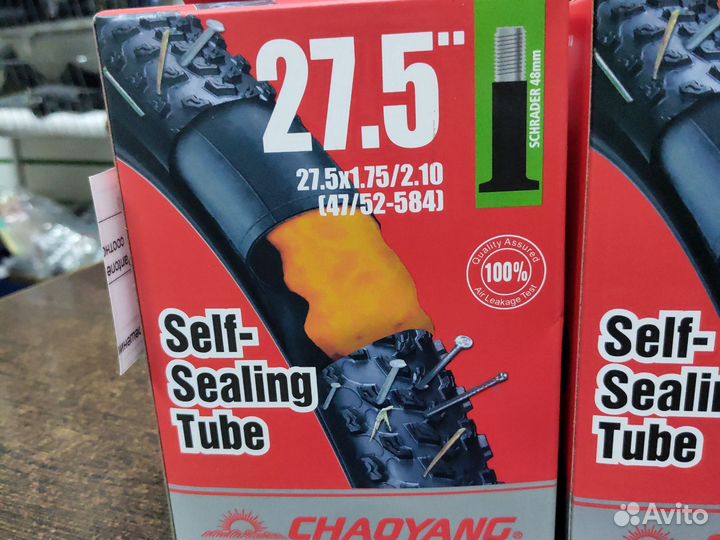 27.5"
27.5x1.75/2.10
(47/52-584)
SCHRADER 48mm
Quality Assured
100%
Air Leakage Test
Self-
Sealing
Tube
CHAOYANG®
Self-
Seali
Tube
Avito